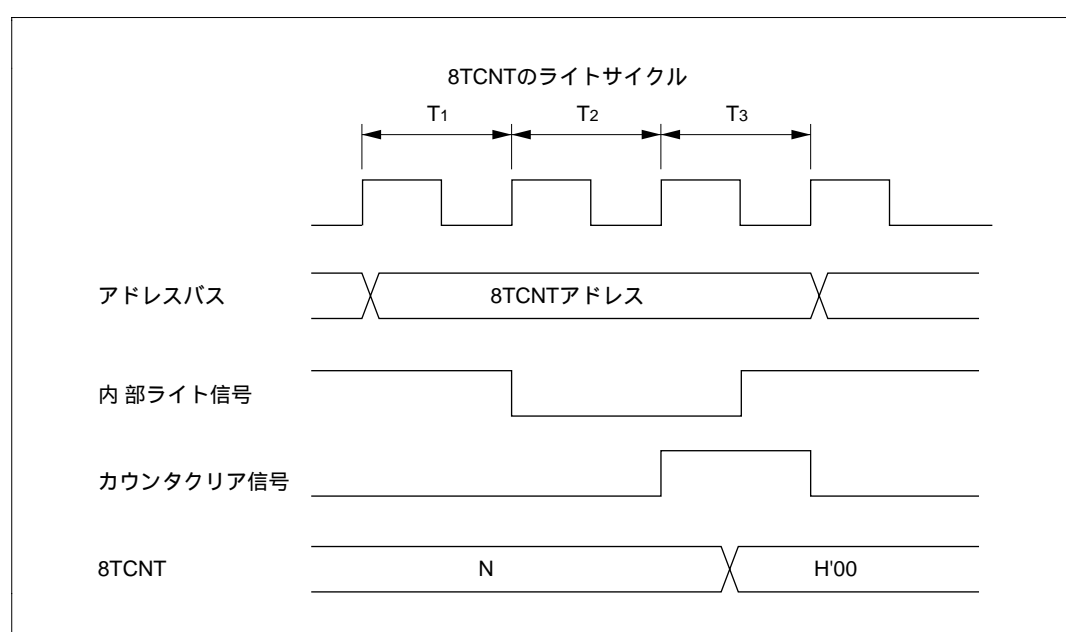 8TCNTのライトサイクル
T1 T2 T3
アドレスバス 8TCNTアドレス
内部ライト信号
カウンタクリア信号
8TCNT N H'00